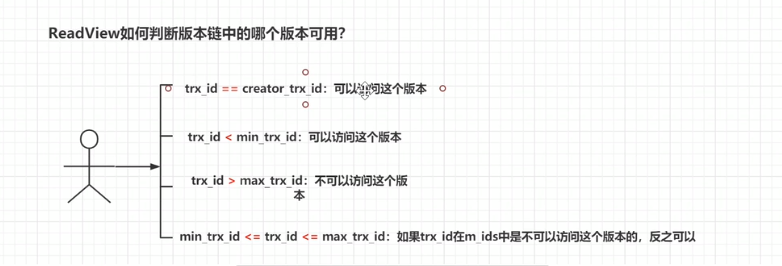 ReadView如何判断版本链中的哪个版本可用?
trx_id == creator_trx_id：可以访问这个版本
trx_id < min_trx_id：可以访问这个版本
trx_id > max_trx_id：不可以访问这个版
本
min_trx_id <= trx_id <= max_trx_id：如果trx_id在m_ids中是不可以访问这个版本的，反之可以